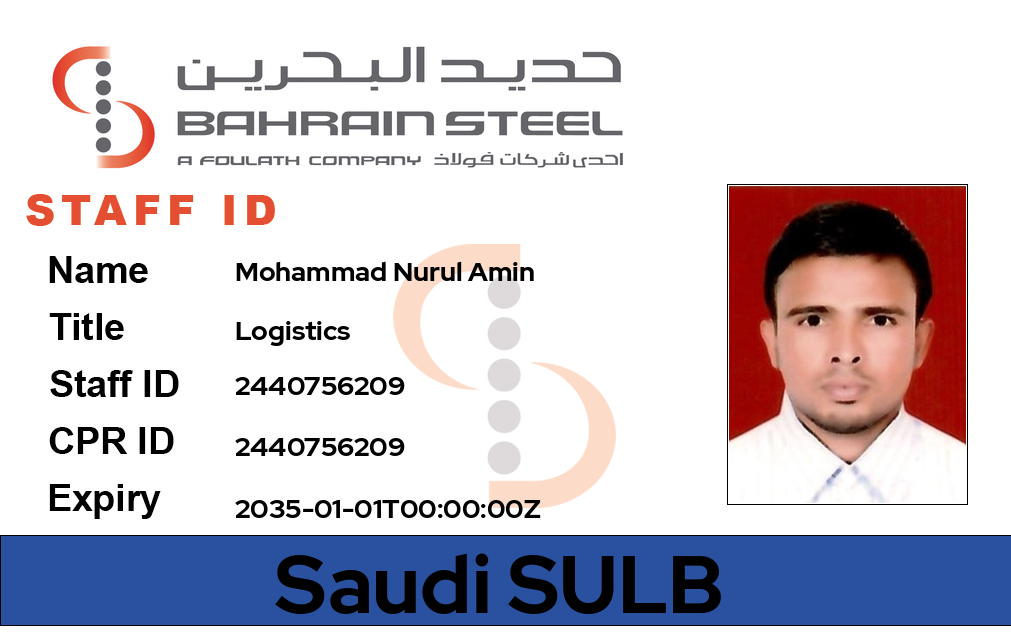 حديد البحرين
BAHRAIN STEEL
A FOULATH COMPANY احدى شركات فولاذ
STAFF ID
Name Mohammad Nurul Amin
Title Logistics
Staff ID 2440756209
CPR ID 2440756209
Expiry 2035-01-01T00:00:00Z
Saudi SULB